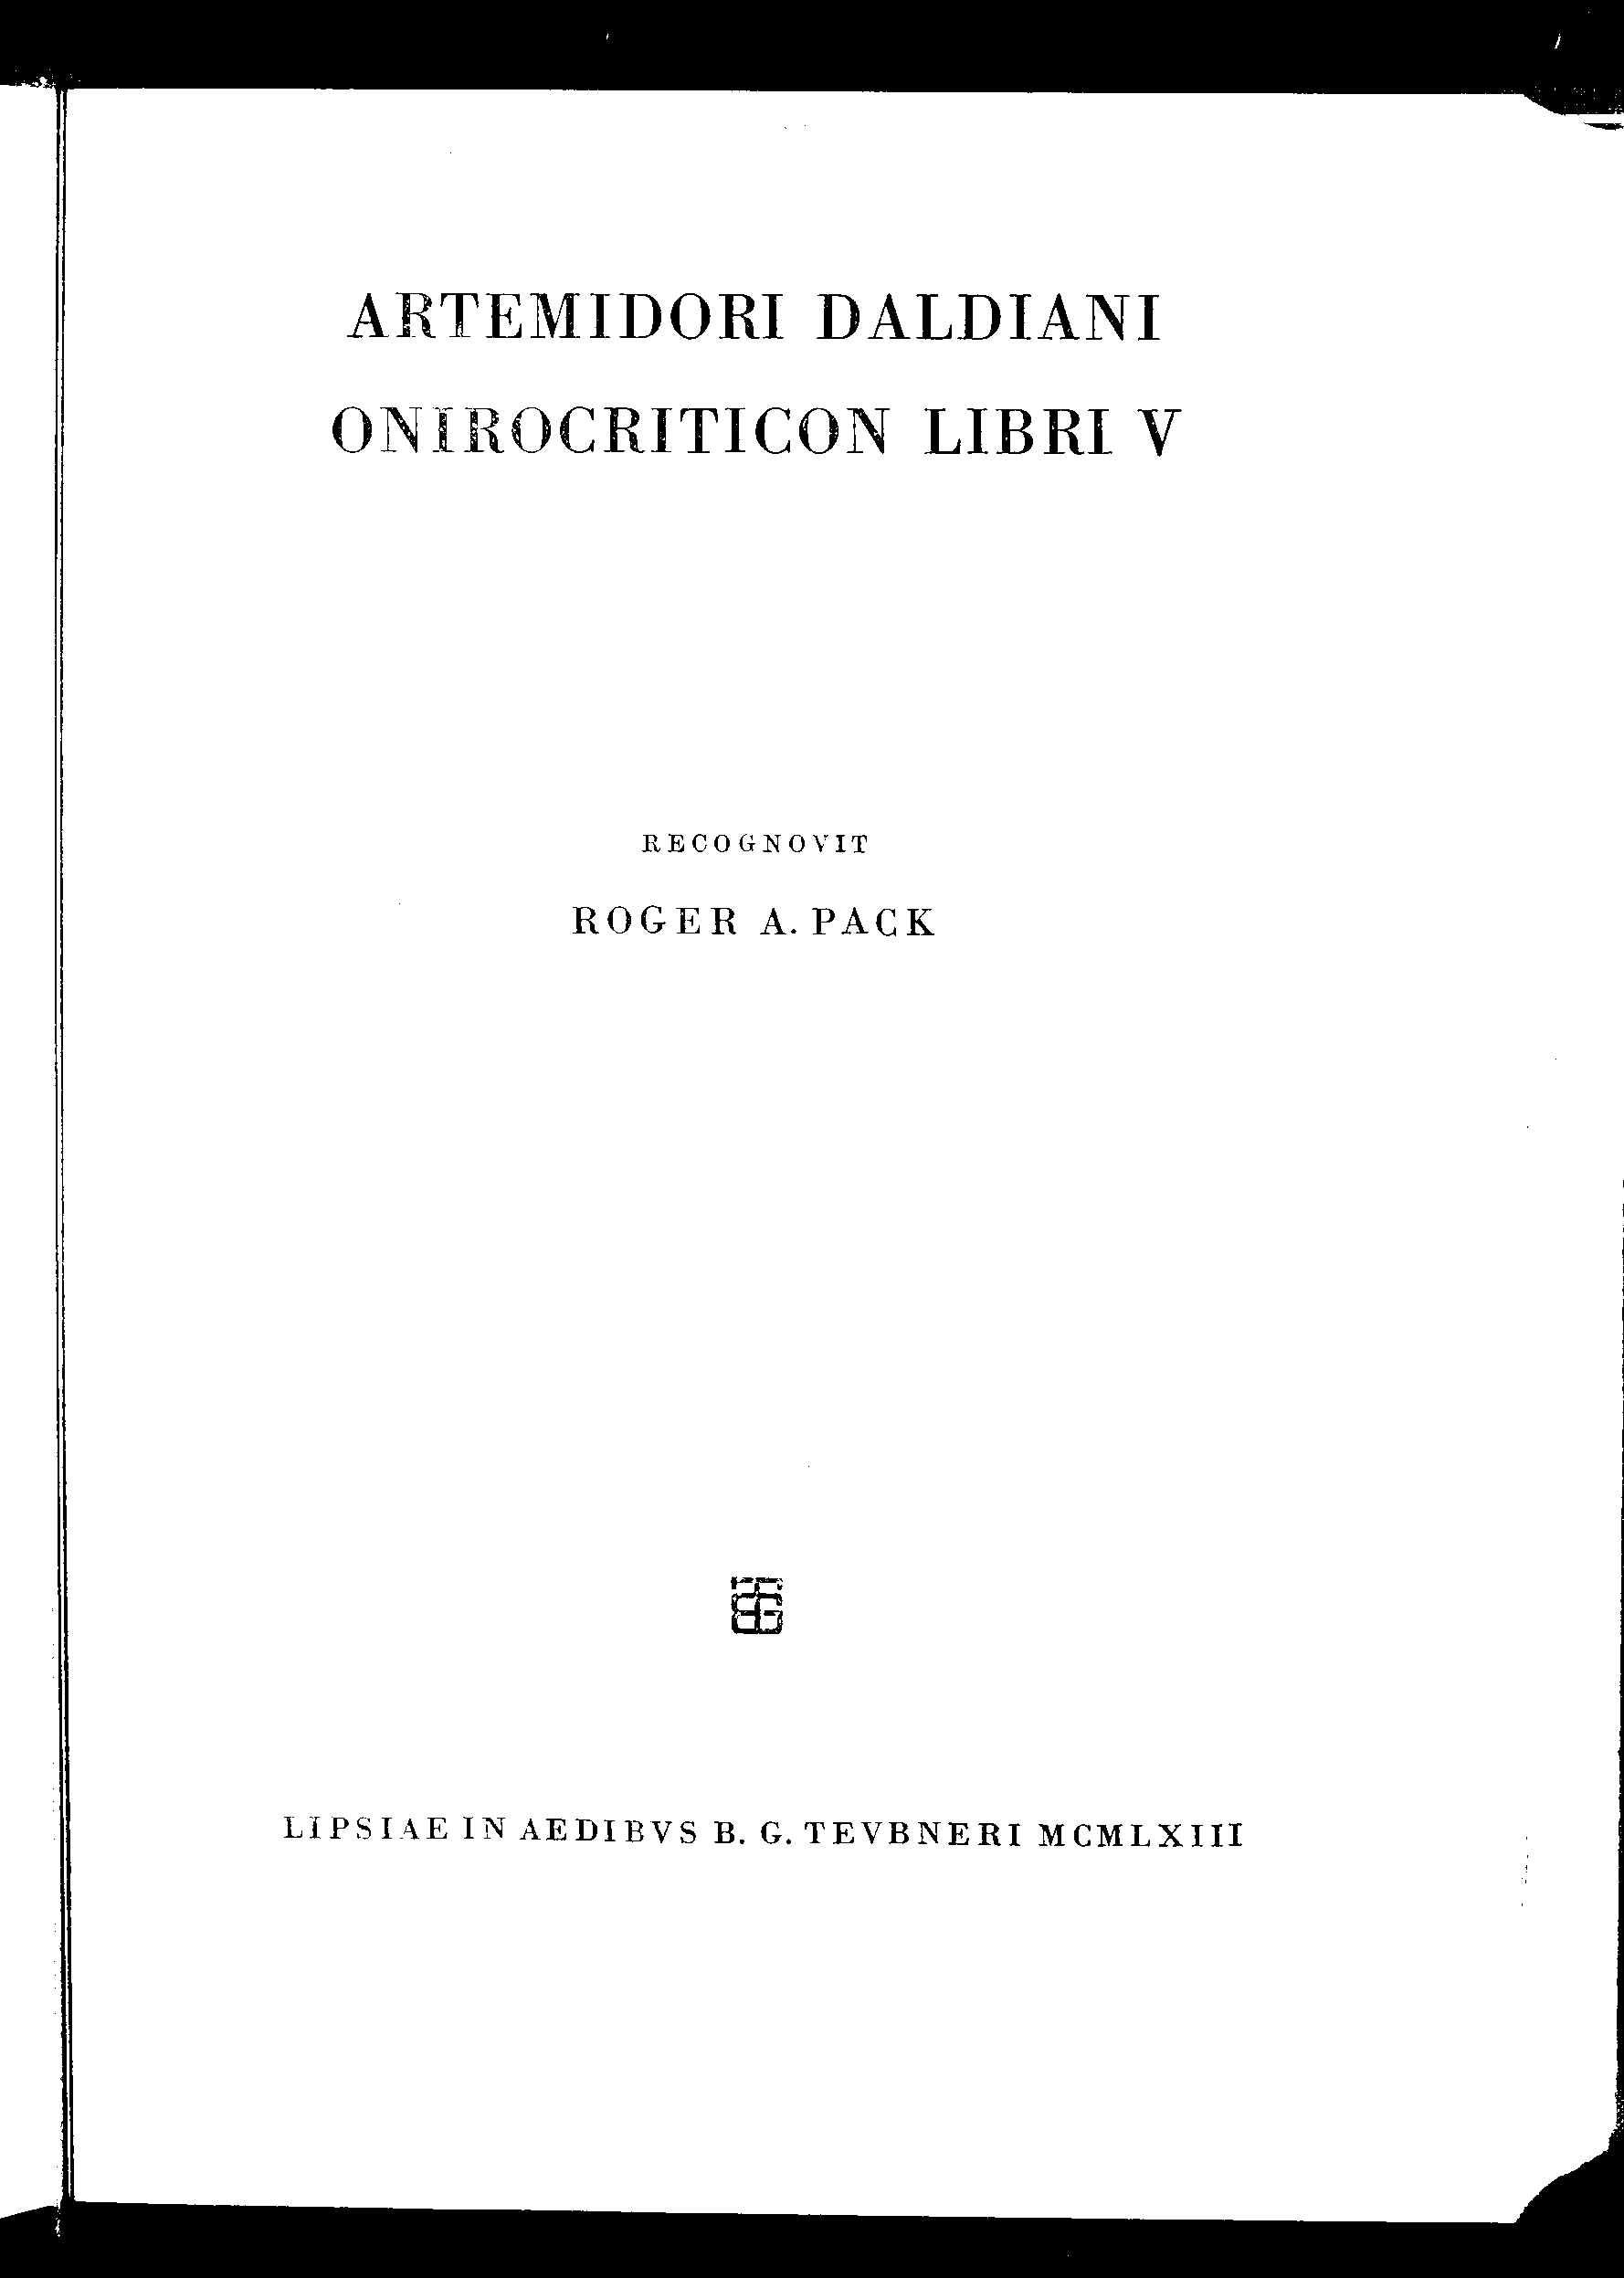 ARTEMIDORI DALDIANI
ONIROCRITICON LIBRI V
RECOGNOVIT
ROGER A. PACK
LIPSIAE IN AEDIBVS B. G. TEVBNERI MCMLXIII